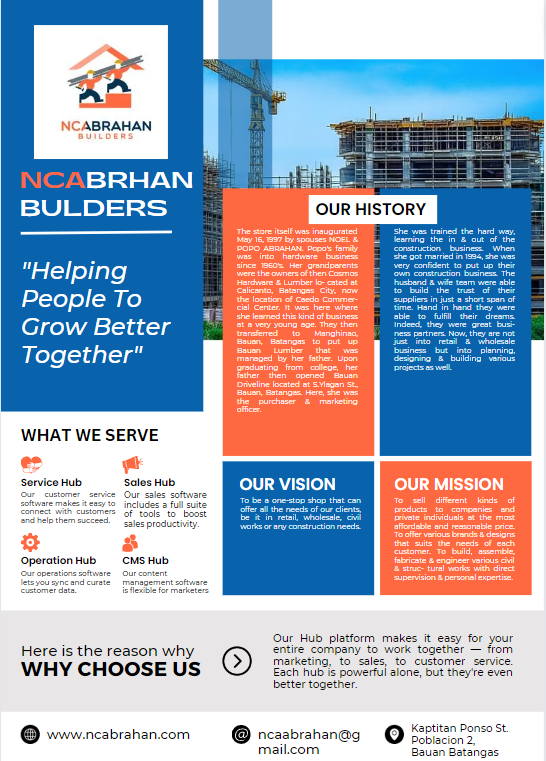 NCABRAHAN
BUILDERS
NCABRHAN
BULDERS
"Helping
People To
Grow Better
Together"
OUR HISTORY
The store itself was inaugurated
May 16, 1997 by spouses NOEL &
POPO ABRAHAN. Popo's family
was into hardware business
since 1960's. Her grandparents
were the owners of then Cosmos
Hardware & Lumber lo- cated at
Calicanto, Batangas City, now
the location of Caedo Commer-
cial Center. It was here where
she learned this kind of business
at a very young age. They then
transferred to Manghinao,
Bauan, Batangas to put up
Bauan Lumber that was
managed by her father. Upon
graduating from college, her
father then opened Bauan
Driveline located at S.Ylagan St.,
Bauan, Batangas. Here, she was
the purchaser & marketing
officer.
She was trained the hard way,
learning the in & out of the
construction business. When
she got married in 1994, she was
very confident to put up their
own construction business. The
husband & wife team were able
to build the trust of their
suppliers in just a short span of
time. Hand in hand they were
able to fulfill their dreams.
Indeed, they were great busi-
ness partners. Now, they are not
just into retail & wholesale
business but into planning,
designing & building various
projects as well.
WHAT WE SERVE
Service Hub
Our customer service
software makes it easy to
connect with customers
and help them succeed.
Sales Hub
Our sales software
includes a full suite
of tools to boost
sales productivity.
Operation Hub
Our operations software
lets you sync and curate
customer data.
CMS Hub
Our content
management software
is flexible for marketers
OUR VISION
To be a one-stop shop that can
offer all the needs of our clients,
be it in retail, wholesale, civil
works or any construction needs.
OUR MISSION
To sell different kinds of
products to companies and
private individuals at the most
affordable and reasonable price.
To offer various brands & designs
that suits the needs of each
customer. To build, assemble,
fabricate & engineer various civil
& struc- tural works with direct
supervision & personal expertise.
Here is the reason why
WHY CHOOSE US
Our Hub platform makes it easy for your
entire company to work together — from
marketing, to sales, to customer service.
Each hub is powerful alone, but they're even
better together.
www.ncabrahan.com
@
ncaabrahan@g
mail.com
Kaptitan Ponso St.
Poblacion 2,
Bauan Batangas